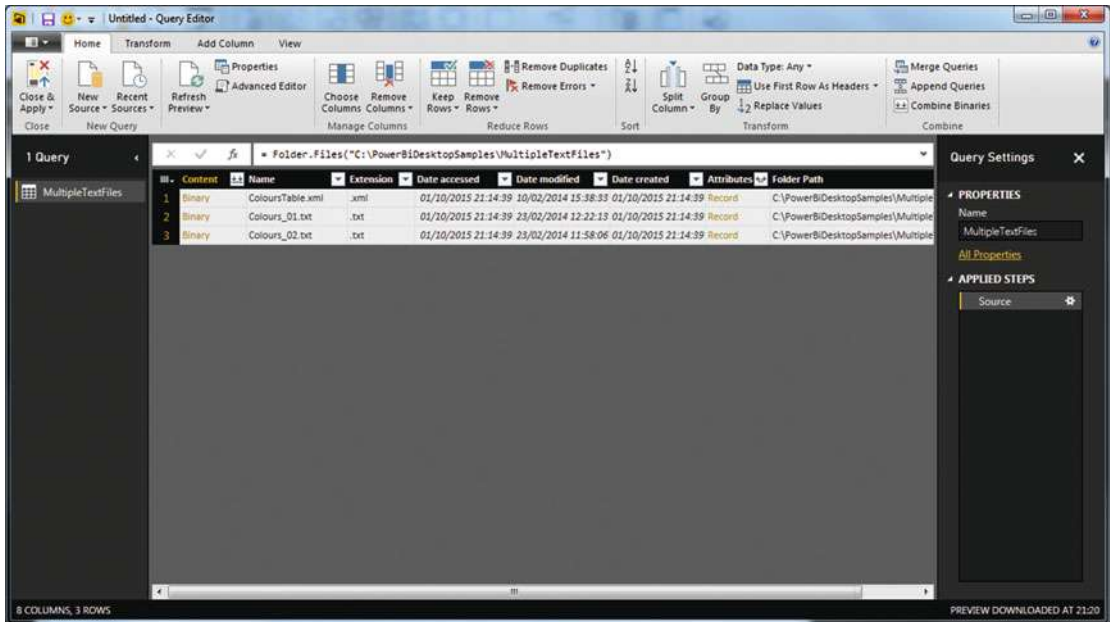 Untitled - Query Editor
Home Transform Add Column View
Close & Apply
New Source
Recent Sources
Refresh Preview
Properties
Advanced Editor
Choose Columns
Remove Columns
Keep Rows
Remove Rows
Remove Duplicates
Remove Errors
Split Column
Group By
Data Type: Any
Use First Row As Headers
Replace Values
Merge Queries
Append Queries
Combine Binaries
Close New Query Manage Columns Reduce Rows Sort Transform Combine
1 Query
MultipleTextFiles
fx = Folder.Files("C:\PowerBiDesktopSamples\MultipleTextFiles")
Content Name Extension Date accessed Date modified Date created Attributes Folder Path
1 Binary ColoursTable.xml .xml 01/10/2015 21:14:39 10/02/2014 15:38:33 01/10/2015 21:14:39 Record C:\PowerBiDesktopSamples\Multiple
2 Binary Colours_01.txt .txt 01/10/2015 21:14:39 23/02/2014 12:22:13 01/10/2015 21:14:39 Record C:\PowerBiDesktopSamples\Multiple
3 Binary Colours_02.txt .txt 01/10/2015 21:14:39 23/02/2014 11:58:06 01/10/2015 21:14:39 Record C:\PowerBiDesktopSamples\Multiple
Query Settings
PROPERTIES
Name
MultipleTextFiles
All Properties
APPLIED STEPS
Source
8 COLUMNS, 3 ROWS
PREVIEW DOWNLOADED AT 21:20